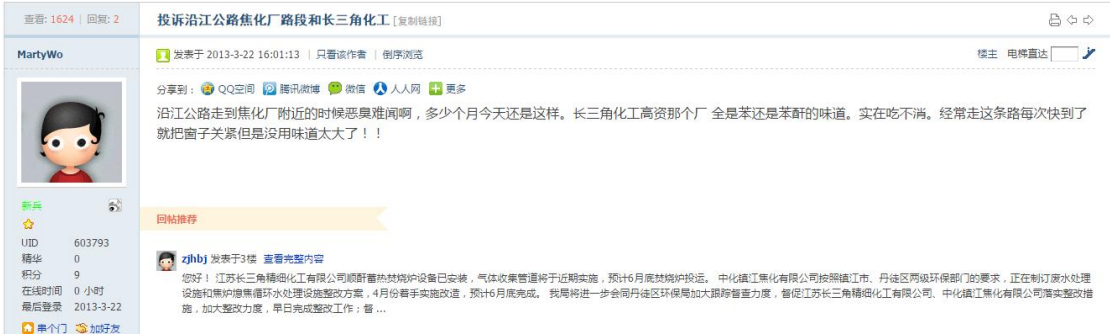 查看: 1624 | 回复: 2
投诉沿江公路焦化厂路段和长三角化工 [复制链接]
MartyWo
发表于 2013-3-22 16:01:13 | 只看该作者 | 倒序浏览
楼主 电梯直达
分享到: QQ空间 腾讯微博 微信 人人网 更多
沿江公路走到焦化厂附近的时候恶臭难闻啊，多少个月今天还是这样。长三角化工高资那个厂 全是苯还是苯酐的味道。实在吃不消。经常走这条路每次快到了
就把窗子关紧但是没用味道太大了！！
新兵
UID 603793
精华 0
积分 9
在线时间 0 小时
最后登录 2013-3-22
串个门 加好友
回帖推荐
zjhbj 发表于3楼 查看完整内容
您好！ 江苏长三角精细化工有限公司顺酐蓄热焚烧炉设备已安装，气体收集管道将于近期实施，预计6月底焚烧炉投运。 中化镇江焦化有限公司按照镇江市、丹徒区两级环保部门的要求，正在制订废水处理
设施和焦炉熄焦循环水处理设施整改方案，4月份着手实施改造，预计6月底完成。 我局将进一步会同丹徒区环保局加大跟踪督查力度，督促江苏长三角精细化工有限公司、中化镇江焦化有限公司落实整改措
施，加大整改力度，早日完成整改工作；督 ...